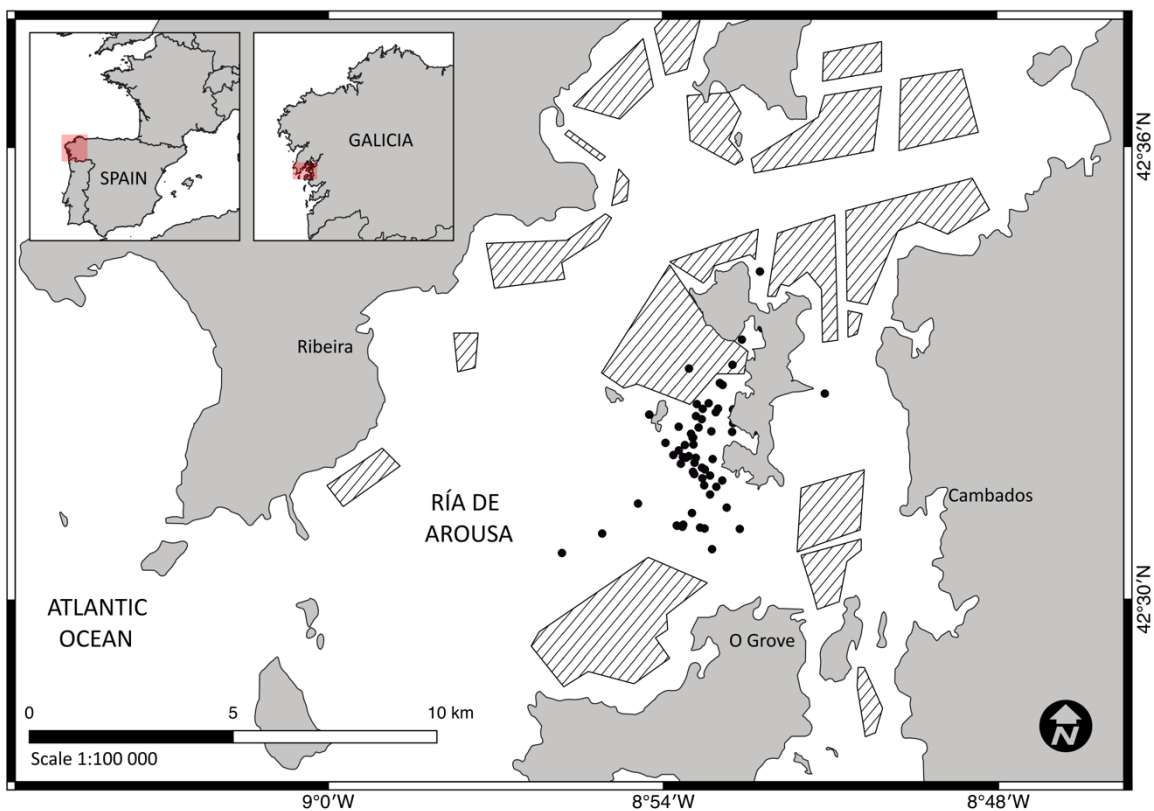 SPAIN
GALICIA
42°36'N
Ribeira
RÍA DE
AROUSA
Cambados
ATLANTIC
OCEAN
O Grove
42°30'N
0 5 10 km
Scale 1:100 000
N
9°0'W 8°54'W 8°48'W